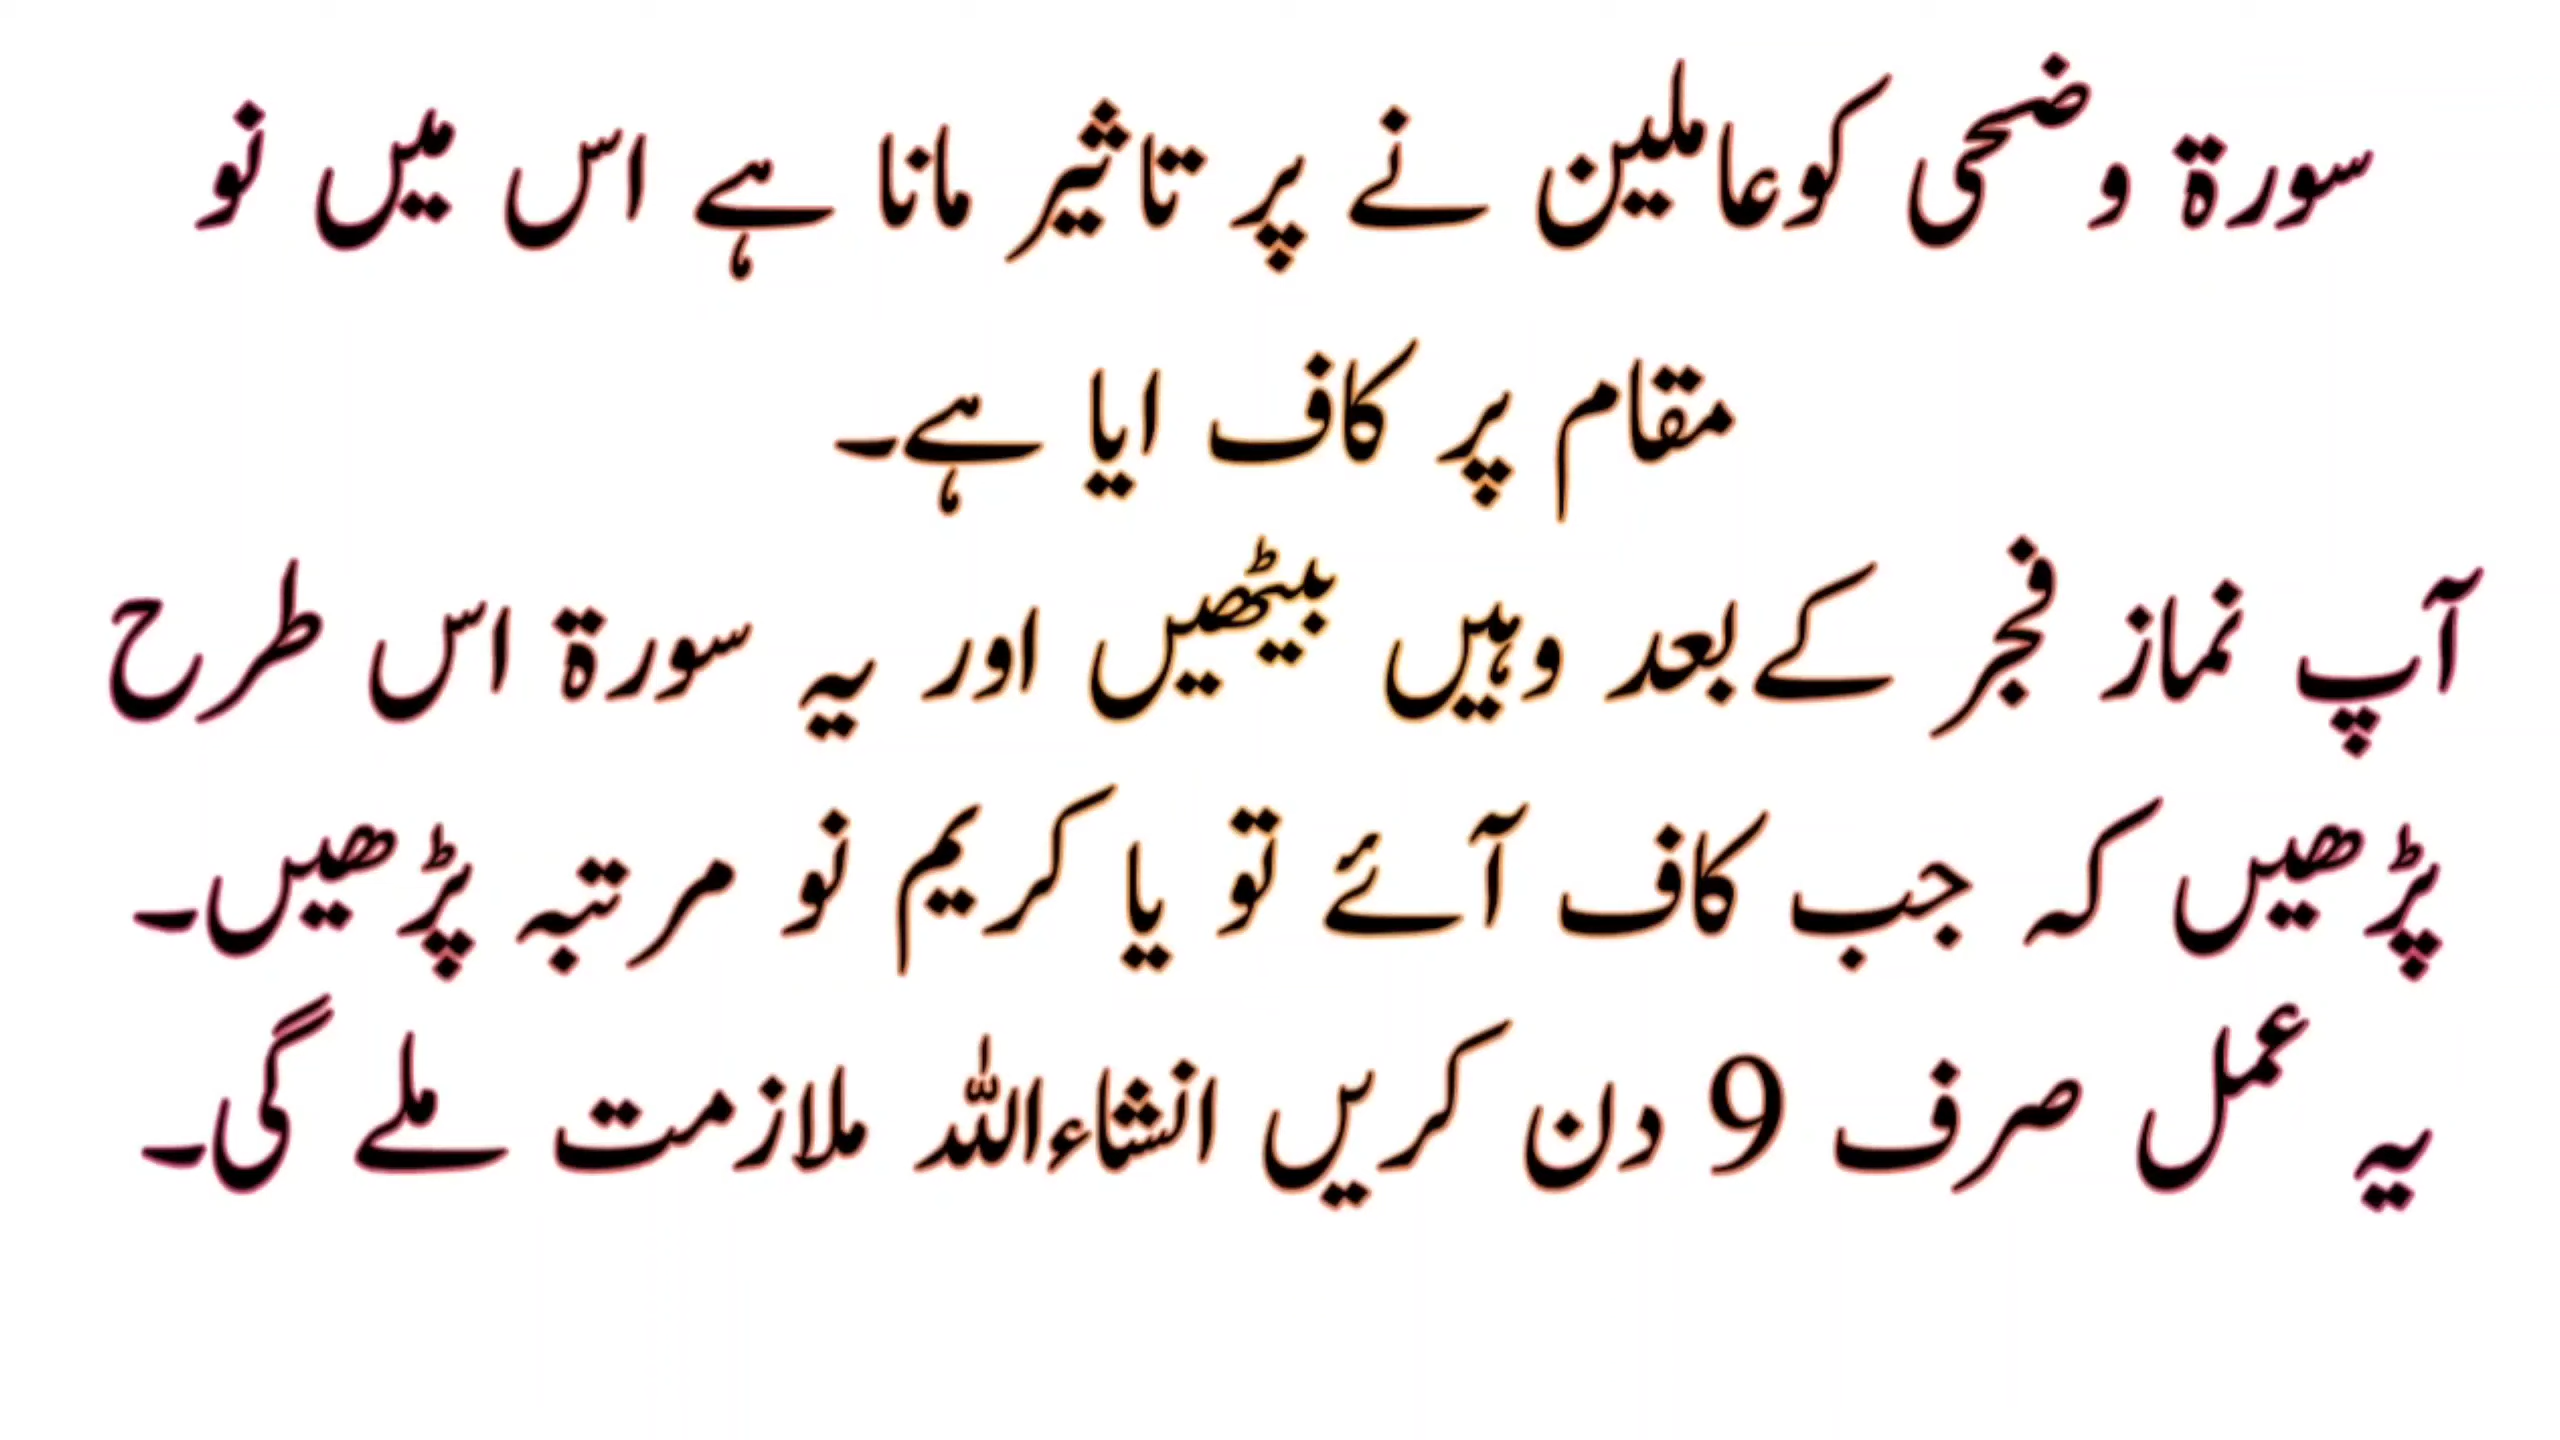 سورۃ وضحی کوعاملین نے پر تاثیر مانا ہے اس میں نو
مقام پر کاف ایا ہے۔
آپ نماز فجر کے بعد وہیں بیٹھیں اور یہ سورۃ اس طرح
پڑھیں کہ جب کاف آئے تو یا کریم نو مرتبہ پڑھیں۔
یہ عمل صرف 9 دن کریں انشاءاللہ ملازمت ملے گی۔